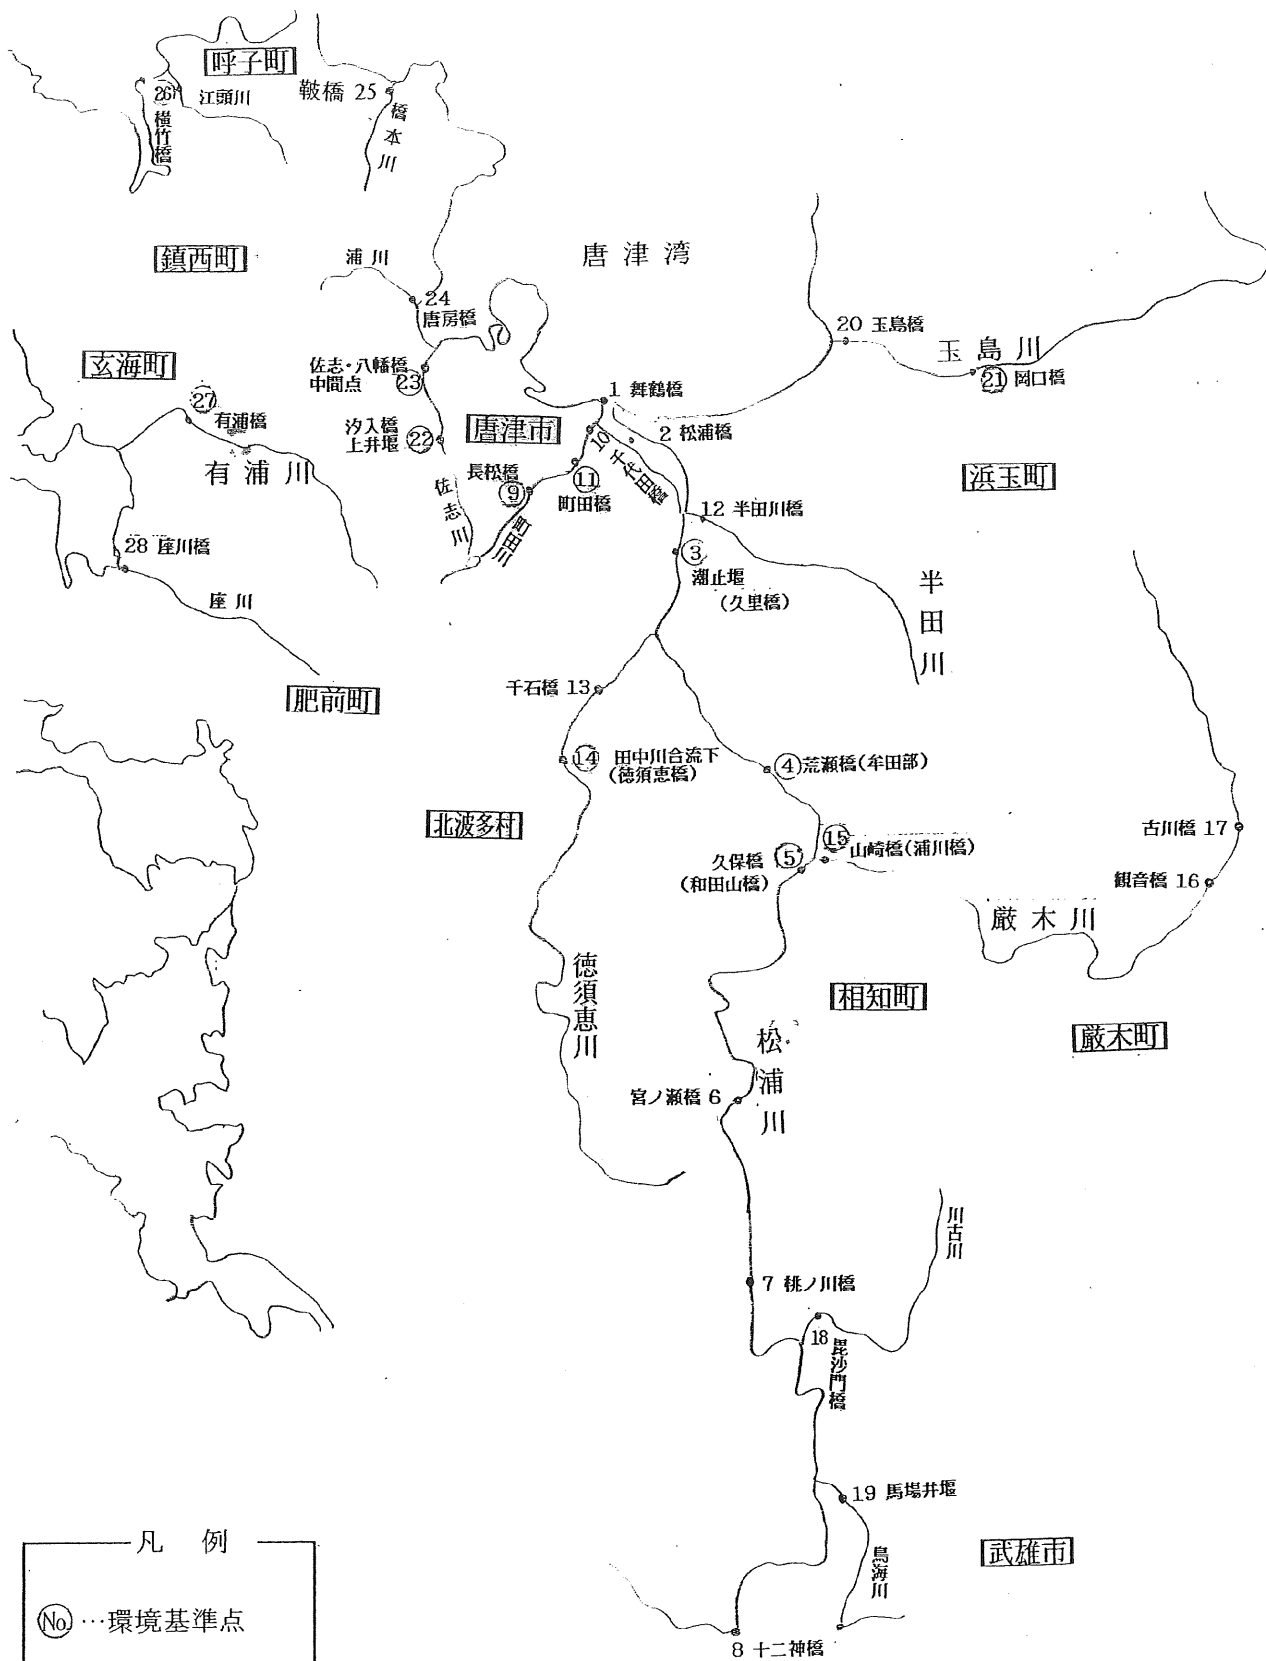 呼子町
鞍橋 25
㉖
江頭川
横竹橋
橋本川
鎮西町
浦川
唐津湾
24
唐房橋
20 玉島橋
玉島川
㉑ 岡口橋
玄海町
㉗
有浦橋
有浦川
佐志・八幡橋
中間点
㉓
汐入橋
上井堰
㉒
唐津市
1 舞鶴橋
2 松浦橋
10 千代田橋
長松橋
⑨
⑪
町田橋
佐志川
町田川
浜玉町
12 半田川橋
③
潮止堰
(久里橋)
半田川
28 座川橋
座川
肥前町
千石橋 13
⑭ 田中川合流下
(徳須恵橋)
④ 荒瀬橋(牟田部)
北波多村
⑮
山崎橋(浦川橋)
久保橋 ⑤
(和田山橋)
古川橋 17
観音橋 16
厳木川
徳須恵川
相知町
厳木町
松浦川
宮ノ瀬橋 6
川古川
7 桃ノ川橋
18
毘沙門橋
19 馬場井堰
鳥海川
武雄市
8 十二神橋
凡例
No. …環境基準点